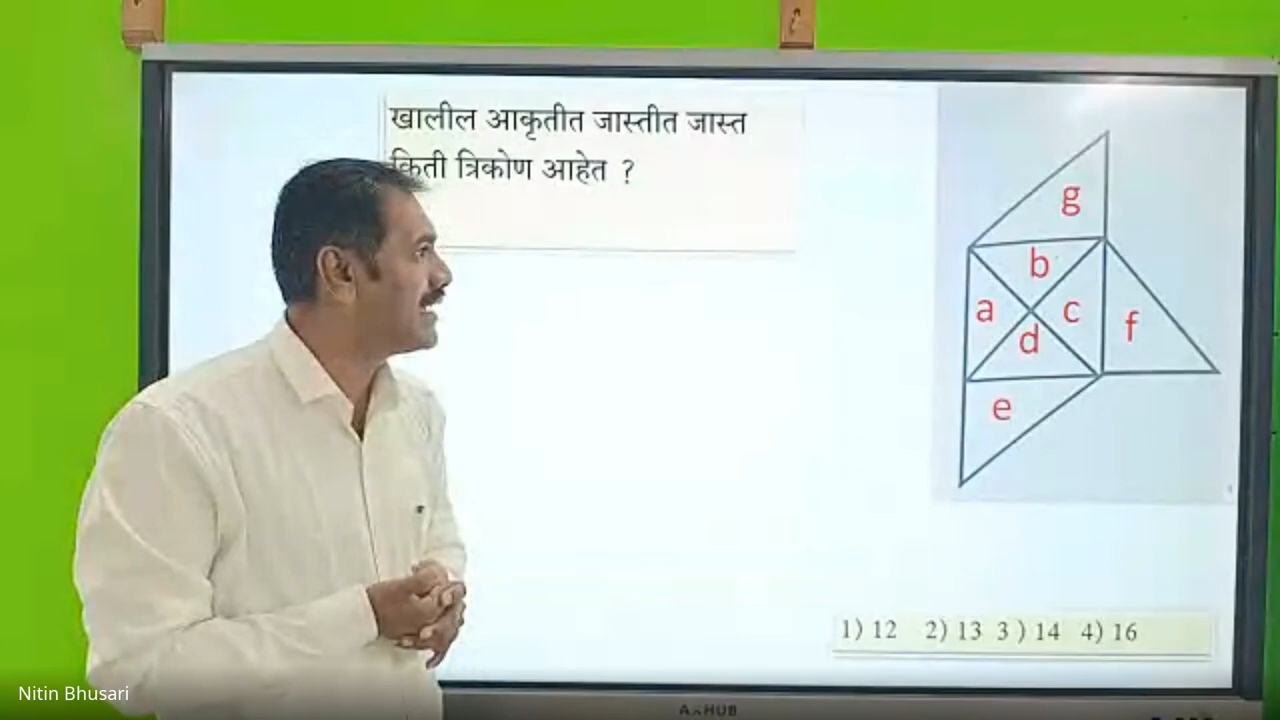 खालील आकृतीत जास्तीत जास्त
किती त्रिकोण आहेत ?
g
b
a
c
d
f
e
1) 12 2) 13 3 ) 14 4) 16
Nitin Bhusari